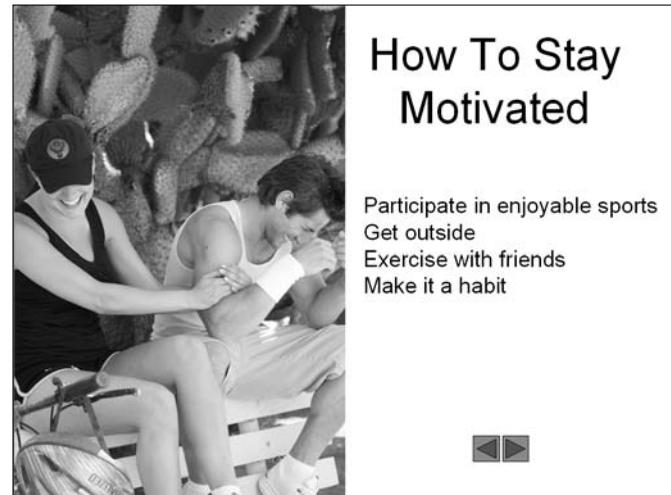 How To Stay
Motivated
Participate in enjoyable sports
Get outside
Exercise with friends
Make it a habit